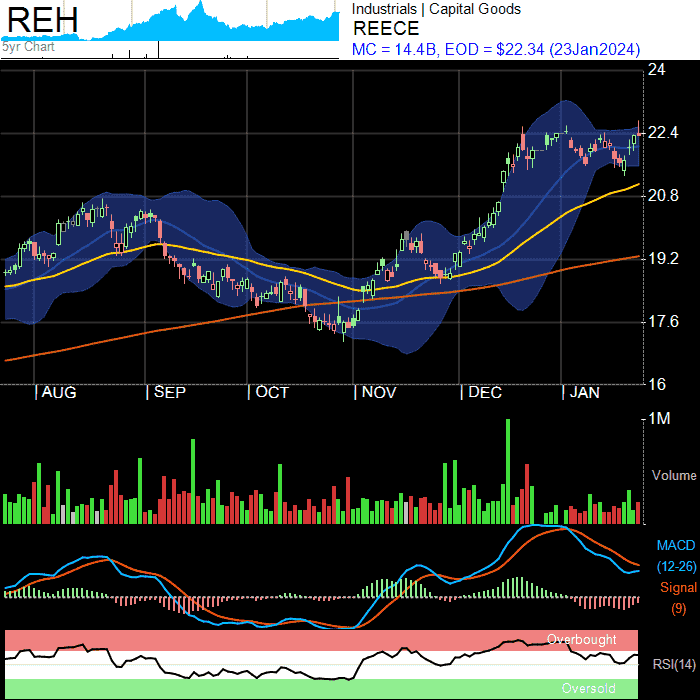 REH
5yr Chart
Industrials | Capital Goods
REECE
MC = 14.4B, EOD = $22.34 (23Jan2024)
24
22.4
20.8
19.2
17.6
16
| AUG | SEP | OCT | NOV | DEC | JAN
1M
Volume
MACD
(12-26)
Signal
(9)
Overbought
RSI(14)
Oversold